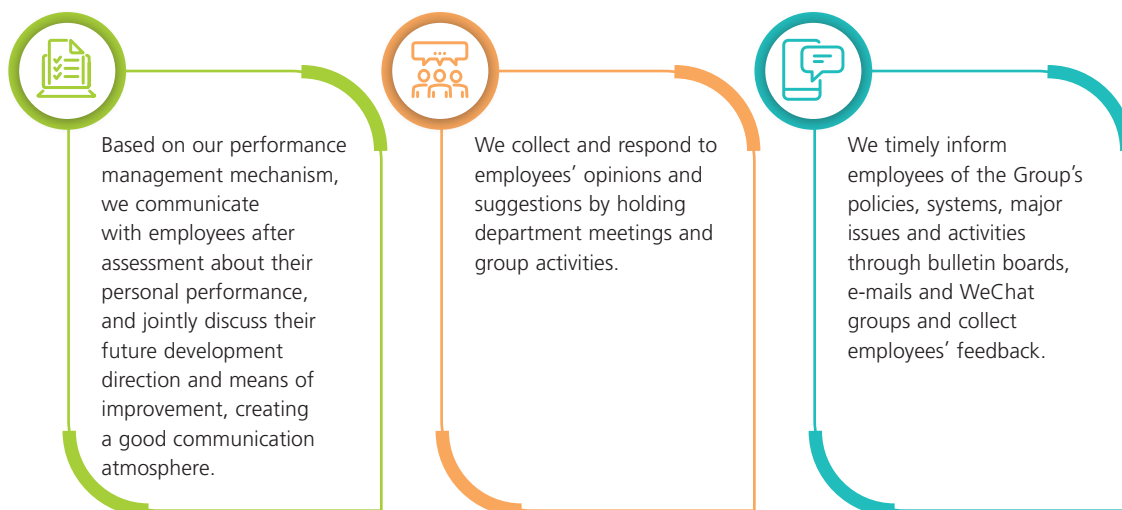 Based on our performance
management mechanism,
we communicate
with employees after
assessment about their
personal performance,
and jointly discuss their
future development
direction and means of
improvement, creating
a good communication
atmosphere.
We collect and respond to
employees’ opinions and
suggestions by holding
department meetings and
group activities.
We timely inform
employees of the Group’s
policies, systems, major
issues and activities
through bulletin boards,
e-mails and WeChat
groups and collect
employees’ feedback.